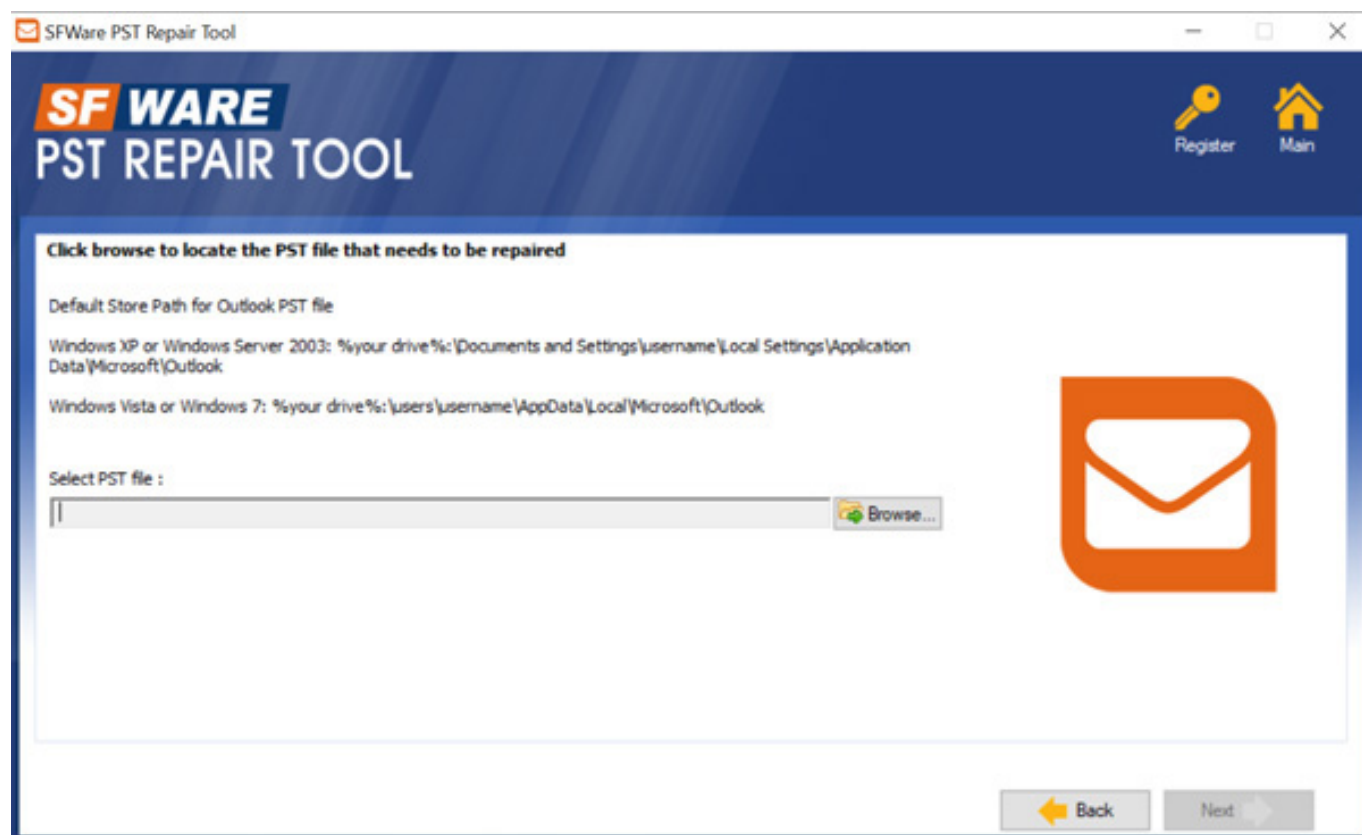 SFWare PST Repair Tool
SF WARE
PST REPAIR TOOL
Register
Main
Click browse to locate the PST file that needs to be repaired
Default Store Path for Outlook PST file
Windows XP or Windows Server 2003: %your drive%:\Documents and Settings\username\Local Settings\Application
Data\Microsoft\Outlook
Windows Vista or Windows 7: %your drive%:\users\username\AppData\Local\Microsoft\Outlook
Select PST file :
Browse...
Back
Next